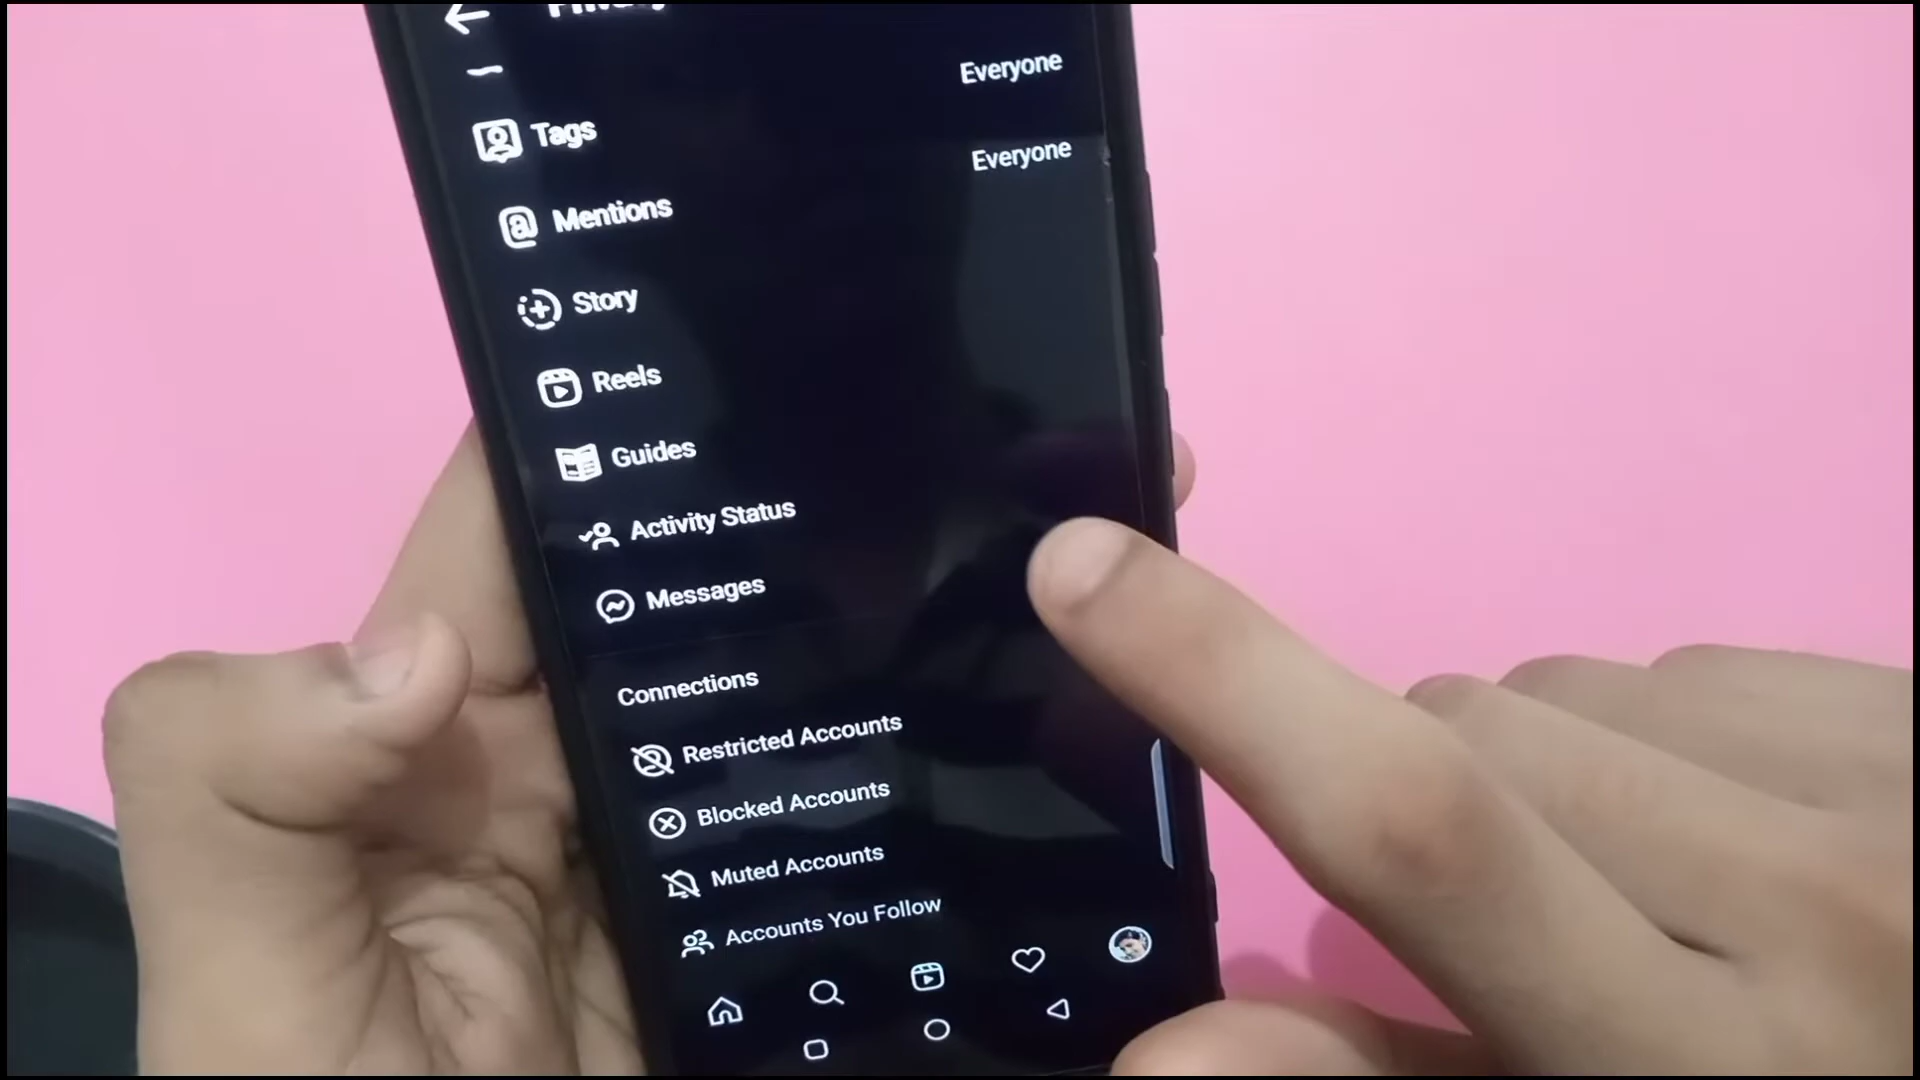 Privacy
Everyone
Tags
Everyone
Mentions
Story
Reels
Guides
Activity Status
Messages
Connections
Restricted Accounts
Blocked Accounts
Muted Accounts
Accounts You Follow